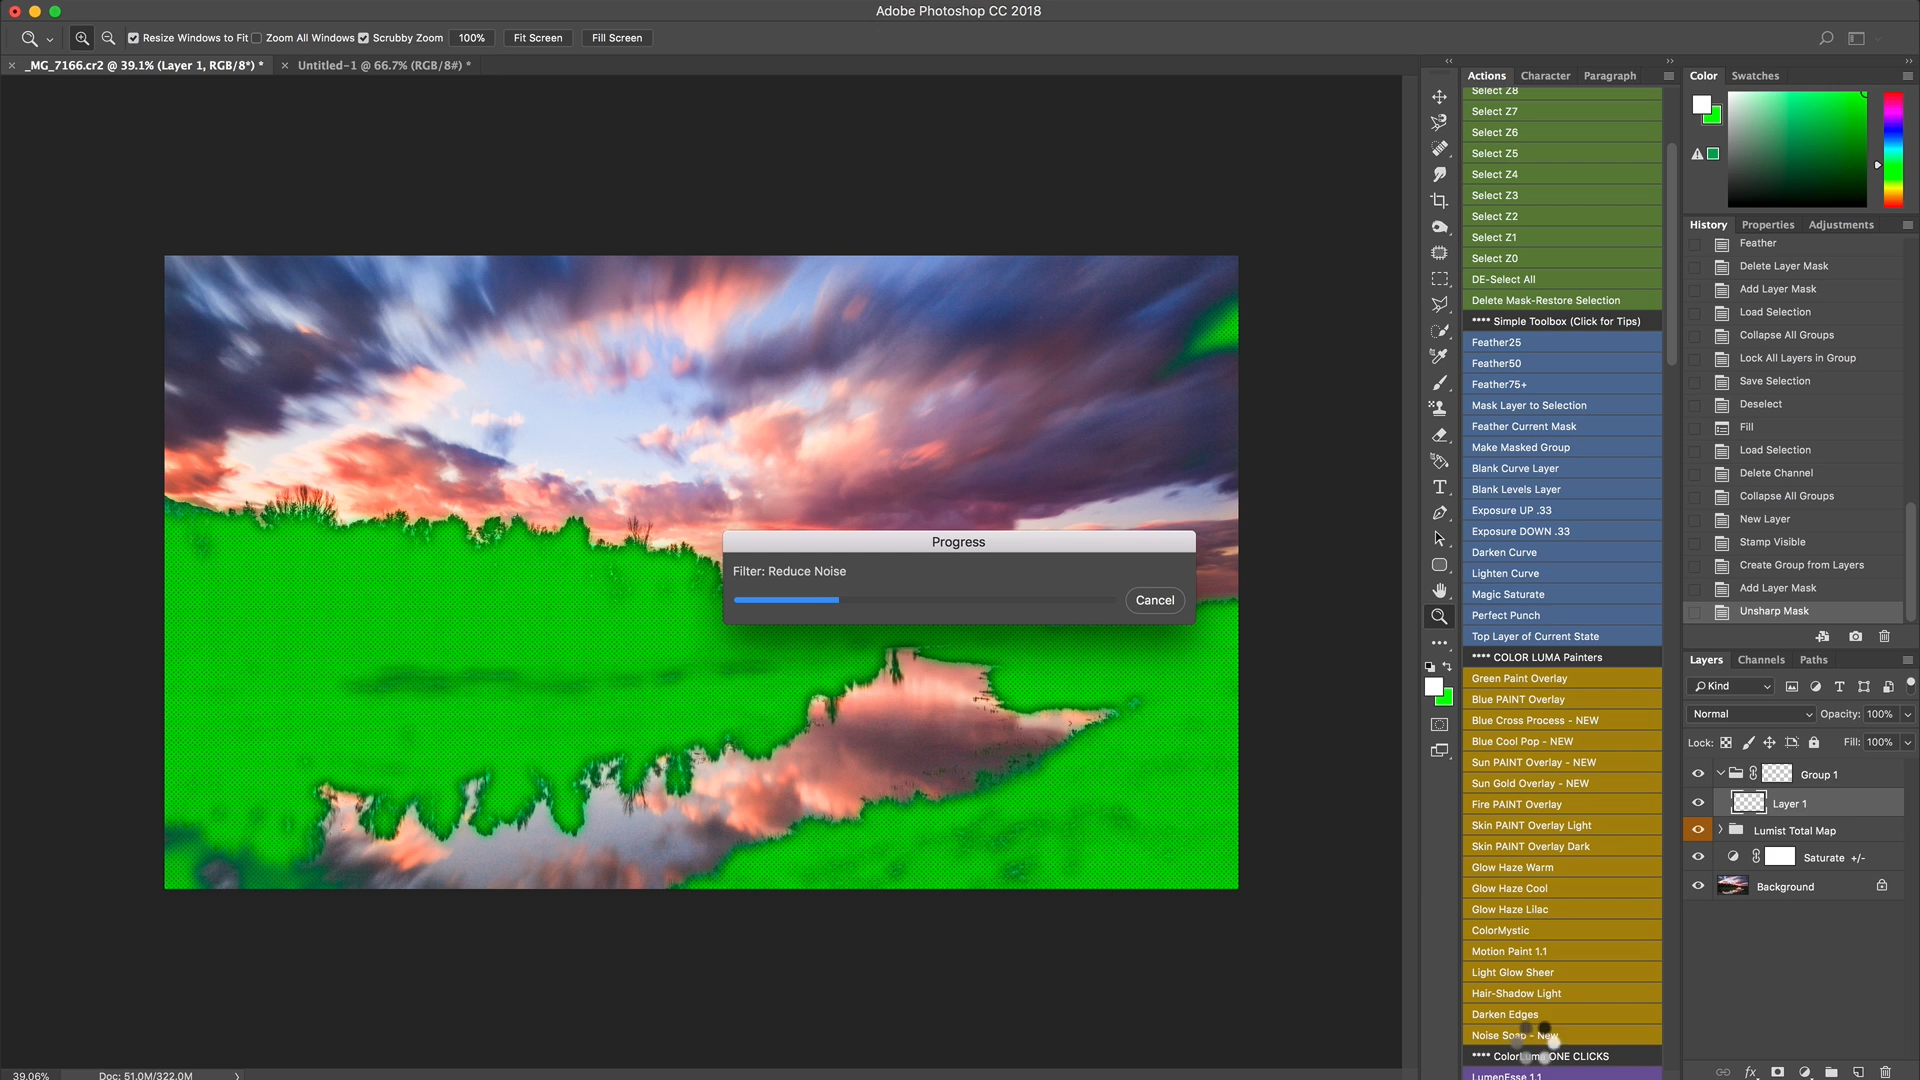 Adobe Photoshop CC 2018
Resize Windows to Fit
Zoom All Windows
Scrubby Zoom
100%
Fit Screen
Fill Screen
_MG_7166.cr2 @ 39.1% (Layer 1, RGB/8*) *
Untitled-1 @ 66.7% (RGB/8#) *
Actions
Character
Paragraph
Select Z8
Select Z7
Select Z6
Select Z5
Select Z4
Select Z3
Select Z2
Select Z1
Select Z0
DE-Select All
Delete Mask-Restore Selection
**** Simple Toolbox (Click for Tips)
Feather25
Feather50
Feather75+
Mask Layer to Selection
Feather Current Mask
Make Masked Group
Blank Curve Layer
Blank Levels Layer
Exposure UP .33
Exposure DOWN .33
Darken Curve
Lighten Curve
Magic Saturate
Perfect Punch
Top Layer of Current State
**** COLOR LUMA Painters
Green Paint Overlay
Blue PAINT Overlay
Blue Cross Process - NEW
Blue Cool Pop - NEW
Sun PAINT Overlay - NEW
Sun Gold Overlay - NEW
Fire PAINT Overlay
Skin PAINT Overlay Light
Skin PAINT Overlay Dark
Glow Haze Warm
Glow Haze Cool
Glow Haze Lilac
ColorMystic
Motion Paint 1.1
Light Glow Sheer
Hair-Shadow Light
Darken Edges
Noise Soap - New
**** ColorLuma ONE CLICKS
LumenEsse 1.1
Color
Swatches
History
Properties
Adjustments
Feather
Delete Layer Mask
Add Layer Mask
Load Selection
Collapse All Groups
Lock All Layers in Group
Save Selection
Deselect
Fill
Load Selection
Delete Channel
Collapse All Groups
New Layer
Stamp Visible
Create Group from Layers
Add Layer Mask
Unsharp Mask
Layers
Channels
Paths
Kind
Normal
Opacity: 100%
Lock:
Fill: 100%
Group 1
Layer 1
Lumist Total Map
Saturate +/-
Background
Progress
Filter: Reduce Noise
Cancel
39.06%
Doc: 51.0M/322.0M